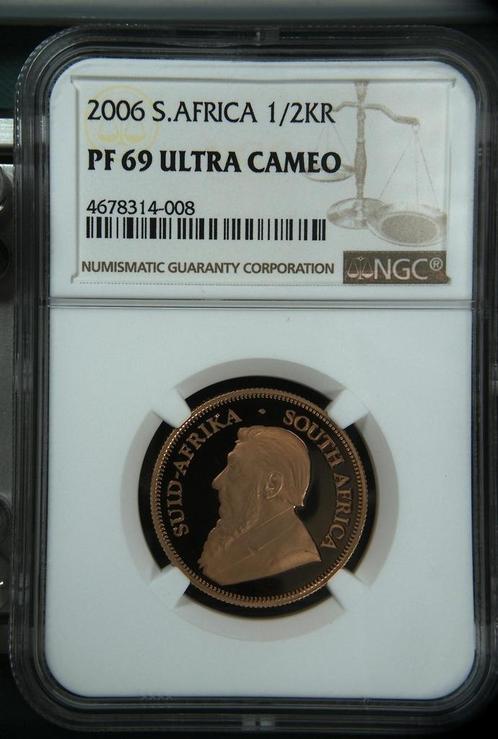 2006 S.AFRICA 1/2KR
PF 69 ULTRA CAMEO
4678314-008
NUMISMATIC GUARANTY CORPORATION
NGC®
SUID-AFRIKA • SOUTH AFRICA